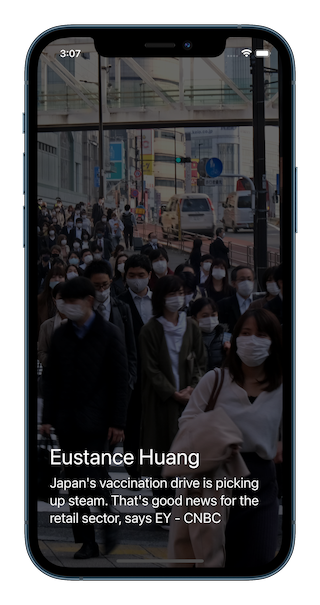 3:07
Eustance Huang
Japan's vaccination drive is picking
up steam. That's good news for the
retail sector, says EY - CNBC